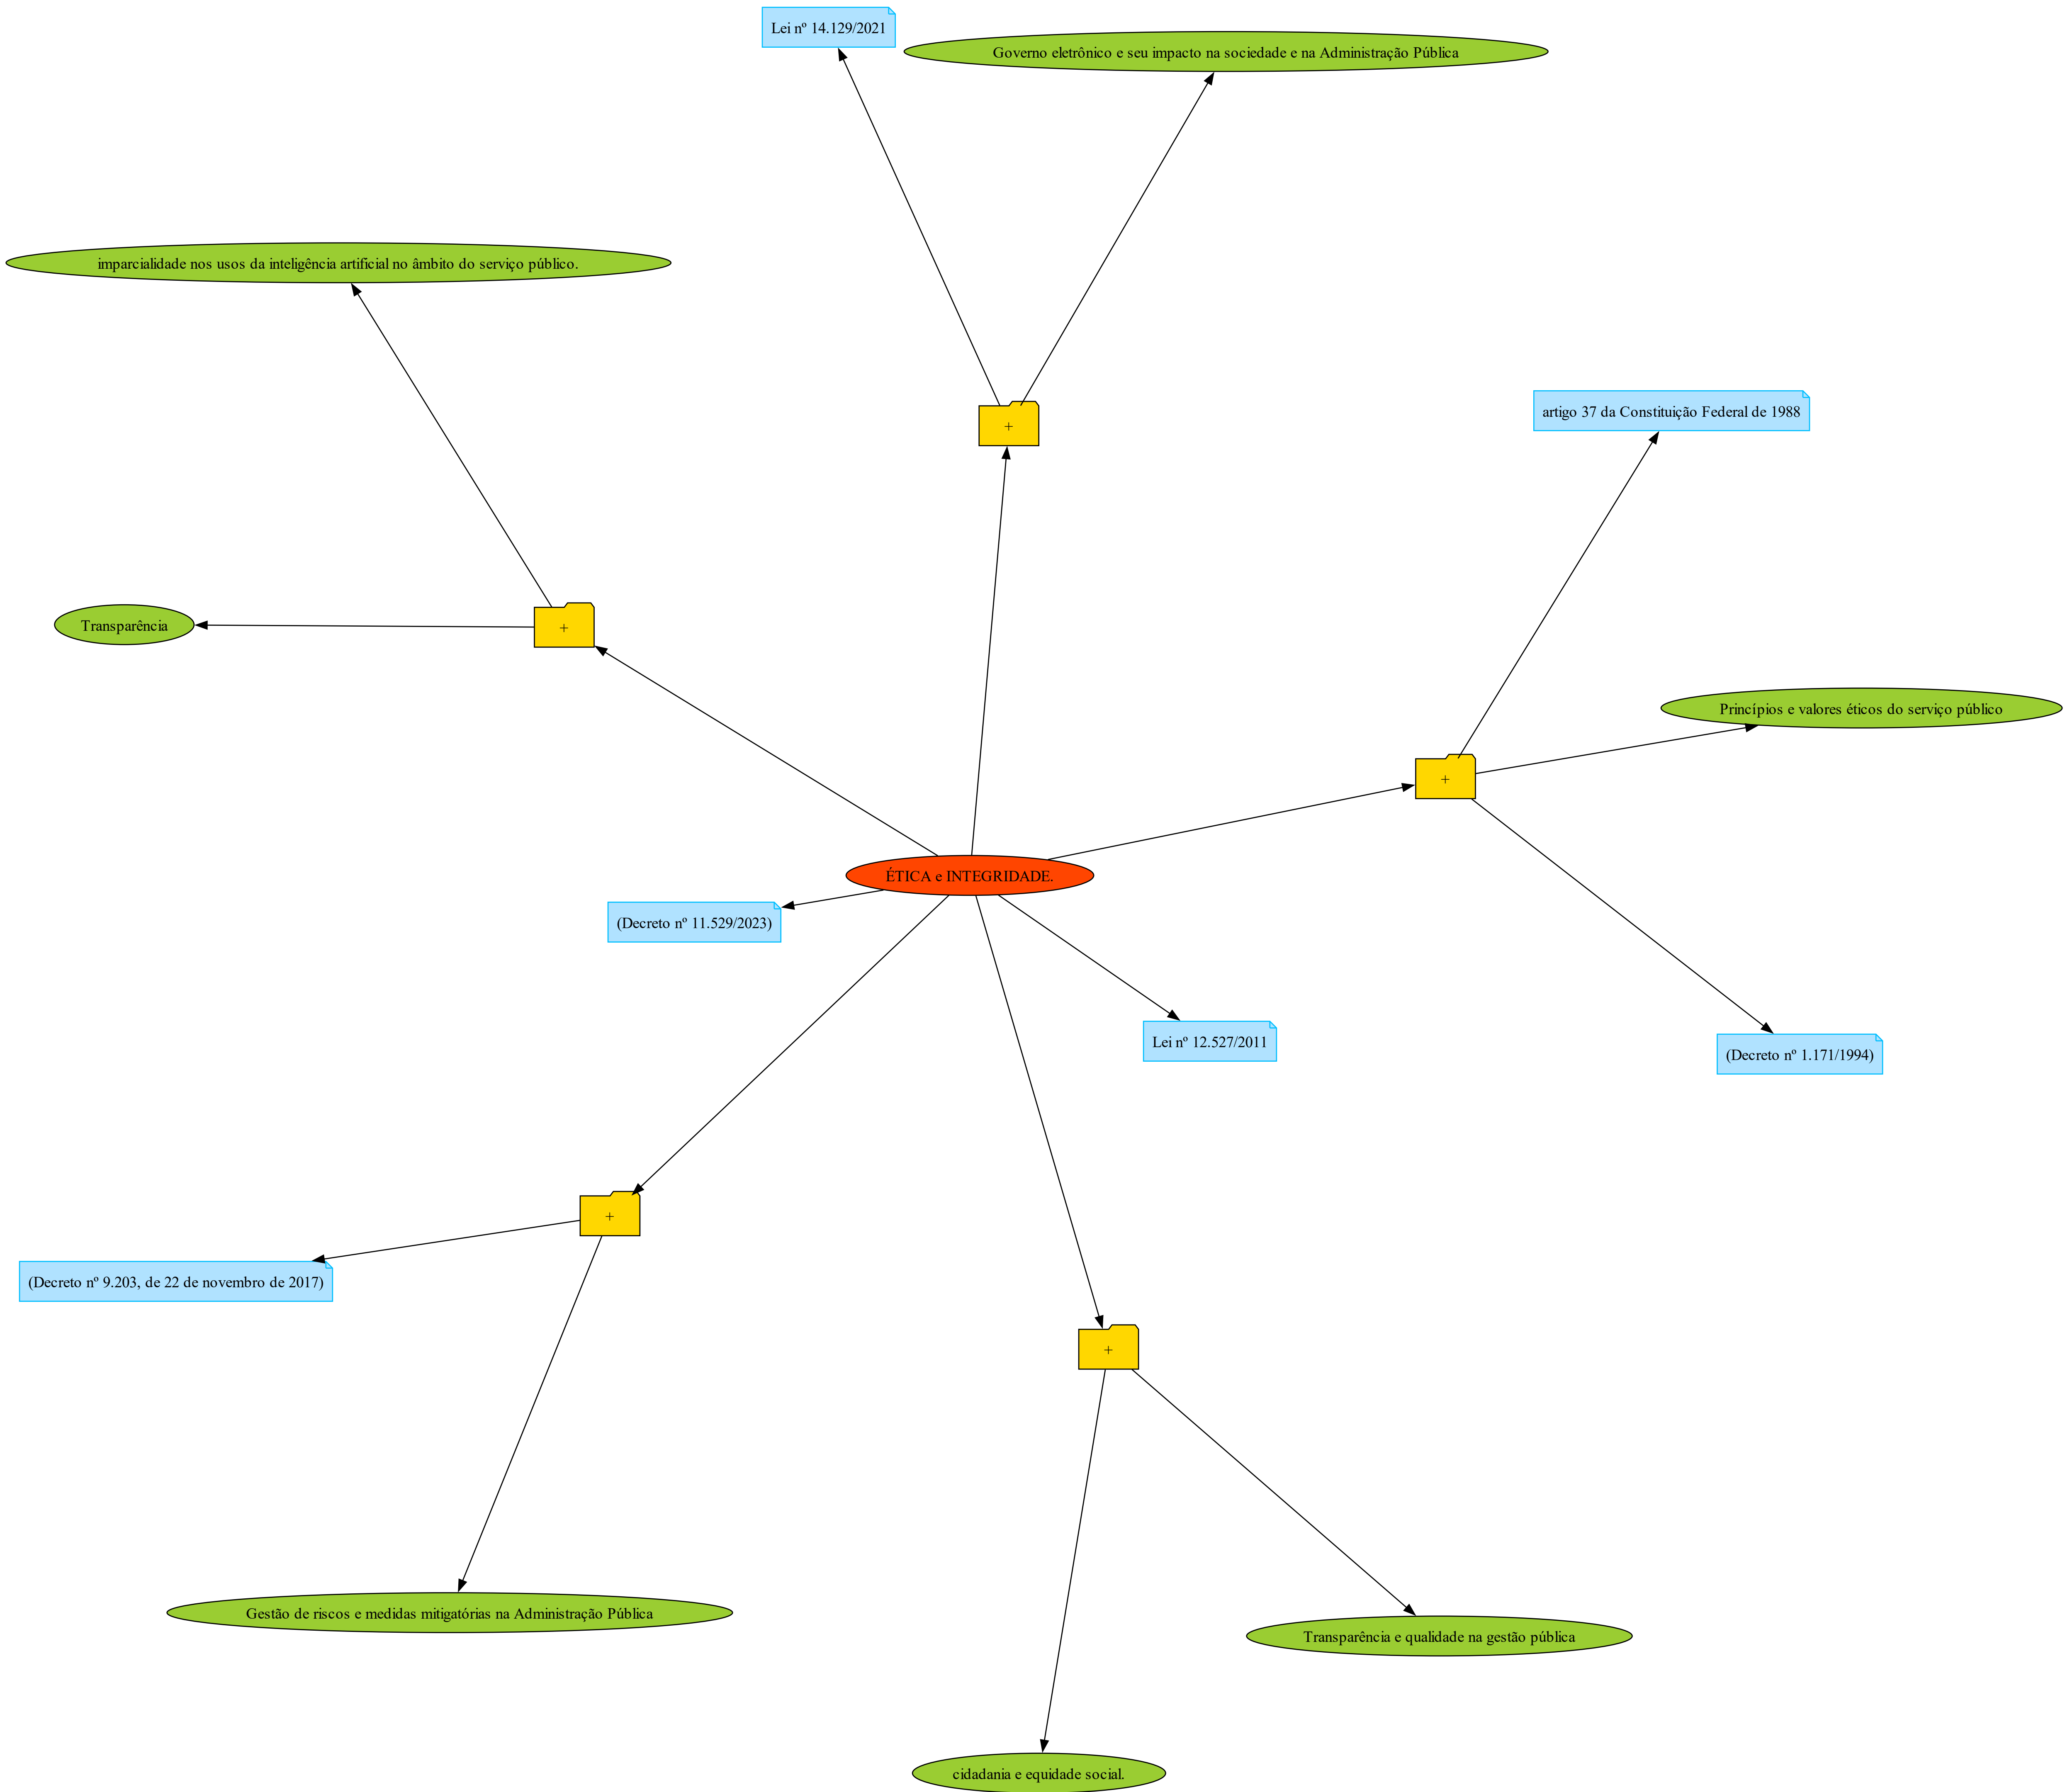 Lei nº 14.129/2021
Governo eletrônico e seu impacto na sociedade e na Administração Pública
imparcialidade nos usos da inteligência artificial no âmbito do serviço público.
artigo 37 da Constituição Federal de 1988
+
Transparência
+
Princípios e valores éticos do serviço público
+
ÉTICA e INTEGRIDADE.
(Decreto nº 11.529/2023)
Lei nº 12.527/2011
(Decreto nº 1.171/1994)
+
(Decreto nº 9.203, de 22 de novembro de 2017)
+
Gestão de riscos e medidas mitigatórias na Administração Pública
Transparência e qualidade na gestão pública
cidadania e equidade social.